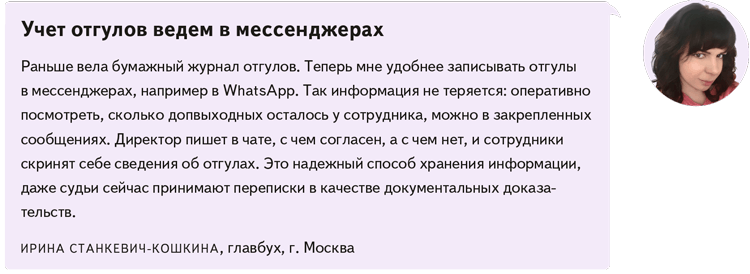 Учет отгулов ведем в мессенджерах
Раньше вела бумажный журнал отгулов. Теперь мне удобнее записывать отгулы
в мессенджерах, например в WhatsApp. Так информация не теряется: оперативно
посмотреть, сколько допвыходных осталось у сотрудника, можно в закрепленных
сообщениях. Директор пишет в чате, с чем согласен, а с чем нет, и сотрудники
скринят себе сведения об отгулах. Это надежный способ хранения информации,
даже судьи сейчас принимают переписки в качестве документальных доказа-
тельств.
ИРИНА СТАНКЕВИЧ-КОШКИНА, главбух, г. Москва